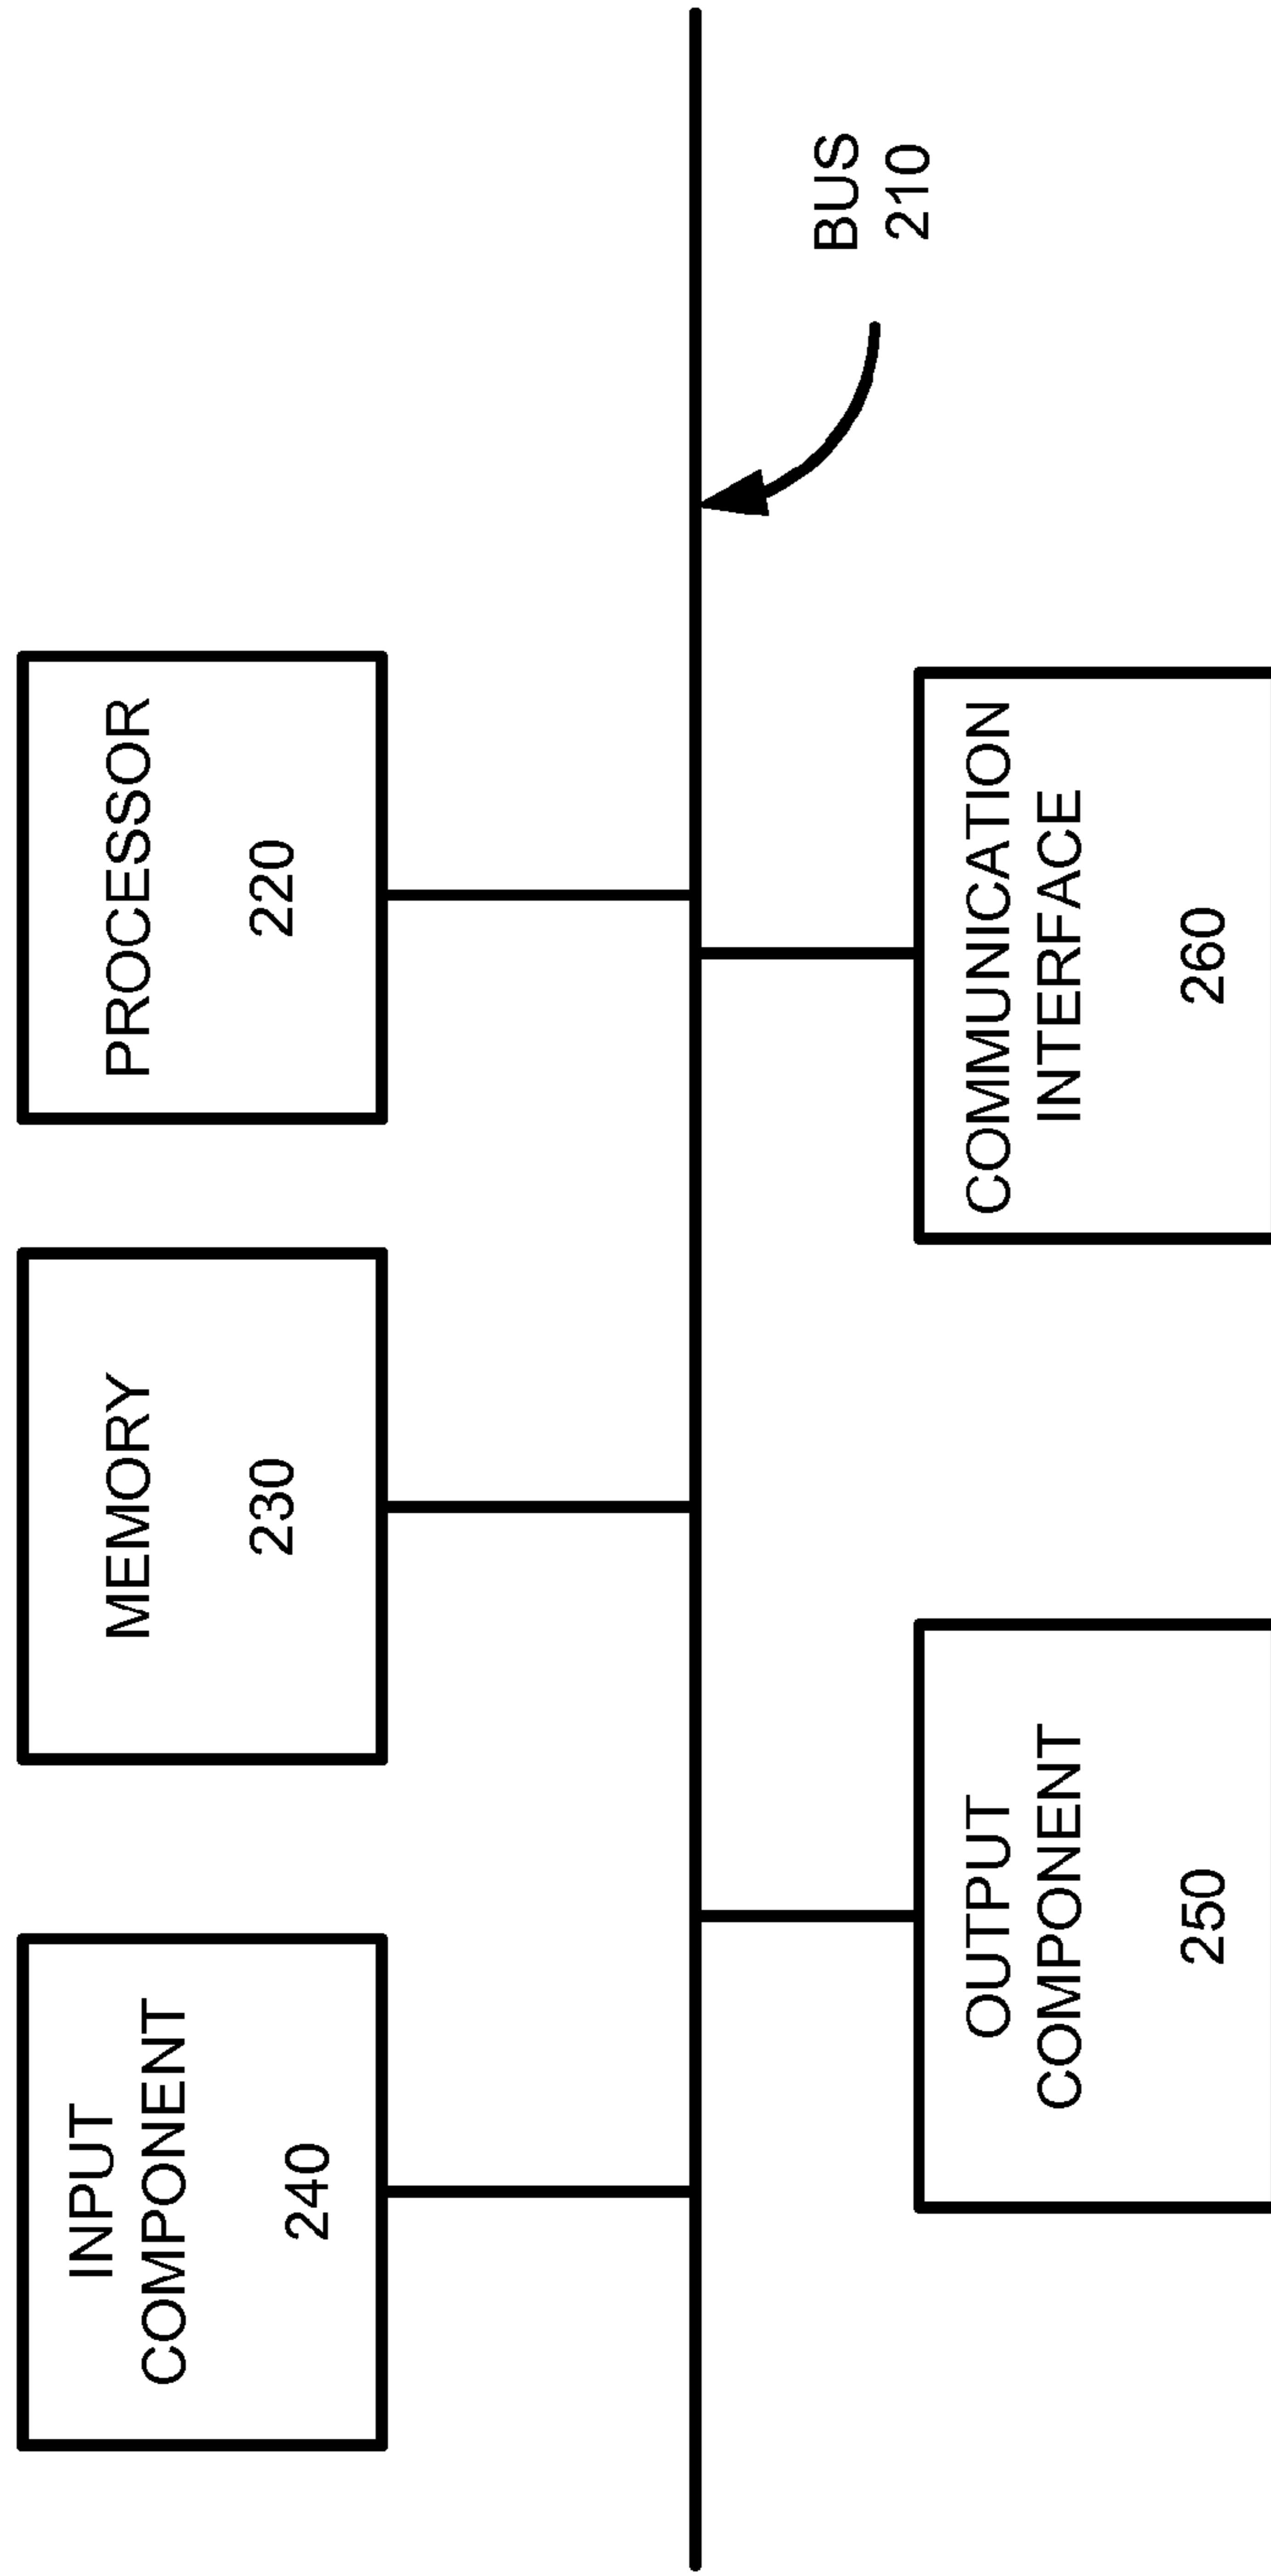 INPUT
COMPONENT
240
MEMORY
230
PROCESSOR
220
BUS
210
OUTPUT
COMPONENT
250
COMMUNICATION
INTERFACE
260